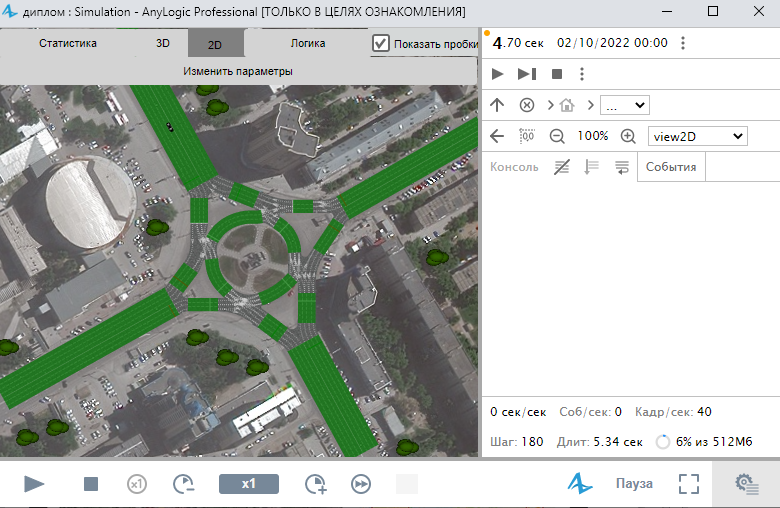 диплом : Simulation - AnyLogic Professional [ТОЛЬКО В ЦЕЛЯХ ОЗНАКОМЛЕНИЯ]
Статистика 3D 2D Логика Показать пробки
Изменить параметры
4.70 сек 02/10/2022 00:00
...
100% view2D
Консоль События
0 сек/сек Соб/сек: 0 Кадр/сек: 40
Шаг: 180 Длит: 5.34 сек 6% из 512Мб
x1 x1 Пауза